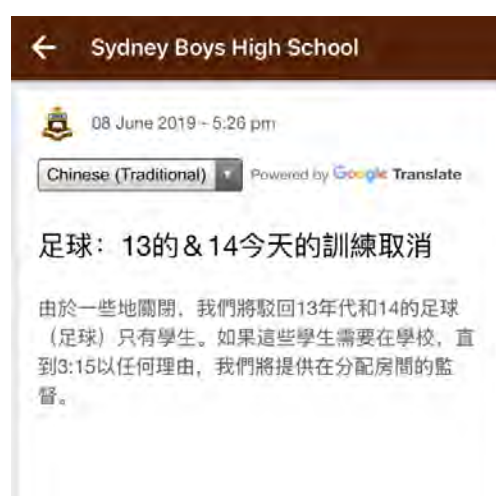 Sydney Boys High School
08 June 2019 - 5:26 pm
Chinese (Traditional) Powered by Google Translate
足球：13的＆14今天的訓練取消
由於一些地關閉，我們將駁回13年代和14的足球
（足球）只有學生。如果這些學生需要在學校，直
到3:15以任何理由，我們將提供在分配房間的監
督。